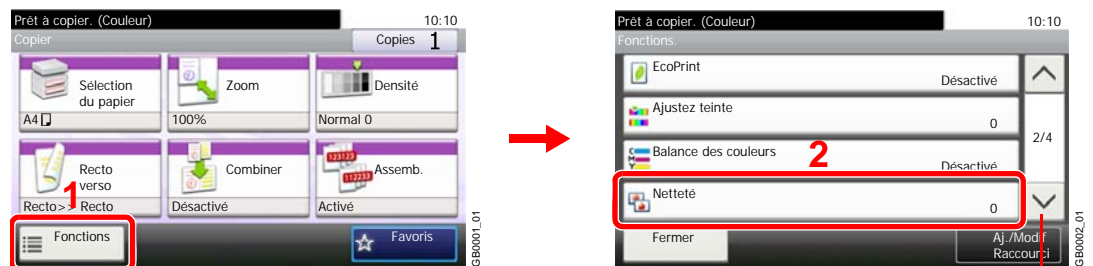 Prêt à copier. (Couleur) 10:10
Copier Copies 1
Sélection du papier
Zoom
Densité
A4 100% Normal 0
Recto verso
Combiner
123123
112233
Assemb.
Recto>> Recto Désactivé Activé
1
Fonctions Favoris
GB0001_01
Prêt à copier. (Couleur) 10:10
Fonctions.
EcoPrint
Désactivé
Ajustez teinte
0
2/4
Balance des couleurs
2
Désactivé
C
M
Y
Netteté
0
Fermer
Aj./Modif
Raccourci
GB0002_01